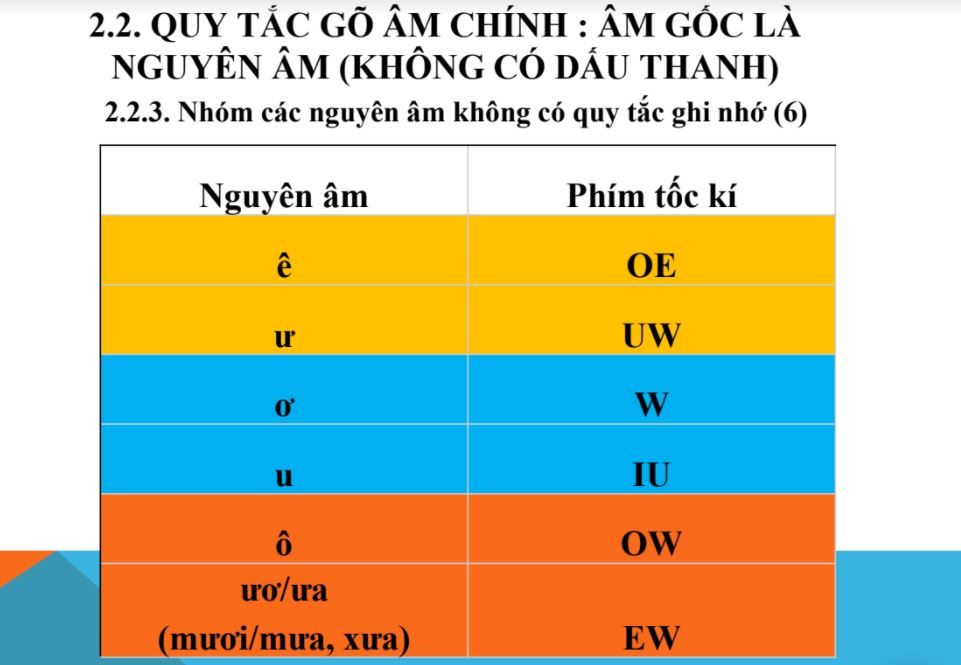 2.2. QUY TẮC GÕ ÂM CHÍNH : ÂM GỐC LÀ
NGUYÊN ÂM (KHÔNG CÓ DẤU THANH)
2.2.3. Nhóm các nguyên âm không có quy tắc ghi nhớ (6)
Nguyên âm Phím tốc kí
ê OE
ư UW
ơ W
u IU
ô OW
ươ/ưa
(mươi/mưa, xưa) EW